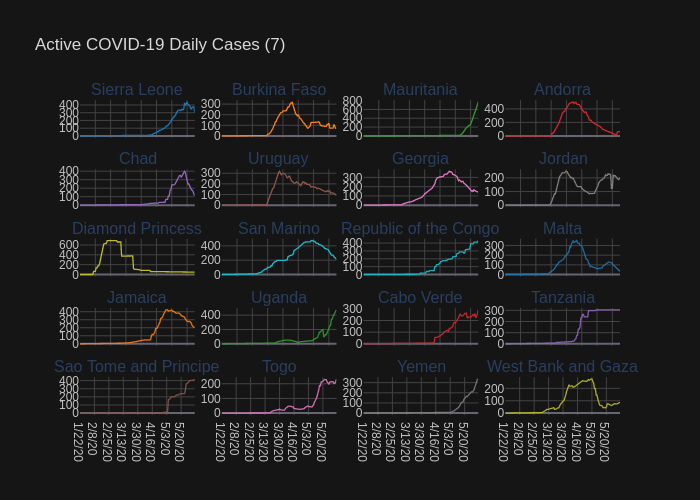 Active COVID-19 Daily Cases (7)
Sierra Leone Burkina Faso Mauritania Andorra
400 300 200 100 0
300 200 100 0
800 600 400 200 0
400 200 0
Chad Uruguay Georgia Jordan
400 300 200 100 0
300 200 100 0
300 200 100 0
200 100 0
Diamond Princess San Marino Republic of the Congo Malta
600 400 200 0
400 200 0
400 300 200 100 0
300 200 100 0
Jamaica Uganda Cabo Verde Tanzania
400 300 200 100 0
400 200 0
300 200 100 0
300 200 100 0
Sao Tome and Principe Togo Yemen West Bank and Gaza
400 300 200 100 0
200 100 0
300 200 100 0
200 100 0
1/22/20 2/8/20 2/25/20 3/13/20 3/30/20 4/16/20 5/3/20 5/20/20
1/22/20 2/8/20 2/25/20 3/13/20 3/30/20 4/16/20 5/3/20 5/20/20
1/22/20 2/8/20 2/25/20 3/13/20 3/30/20 4/16/20 5/3/20 5/20/20
1/22/20 2/8/20 2/25/20 3/13/20 3/30/20 4/16/20 5/3/20 5/20/20